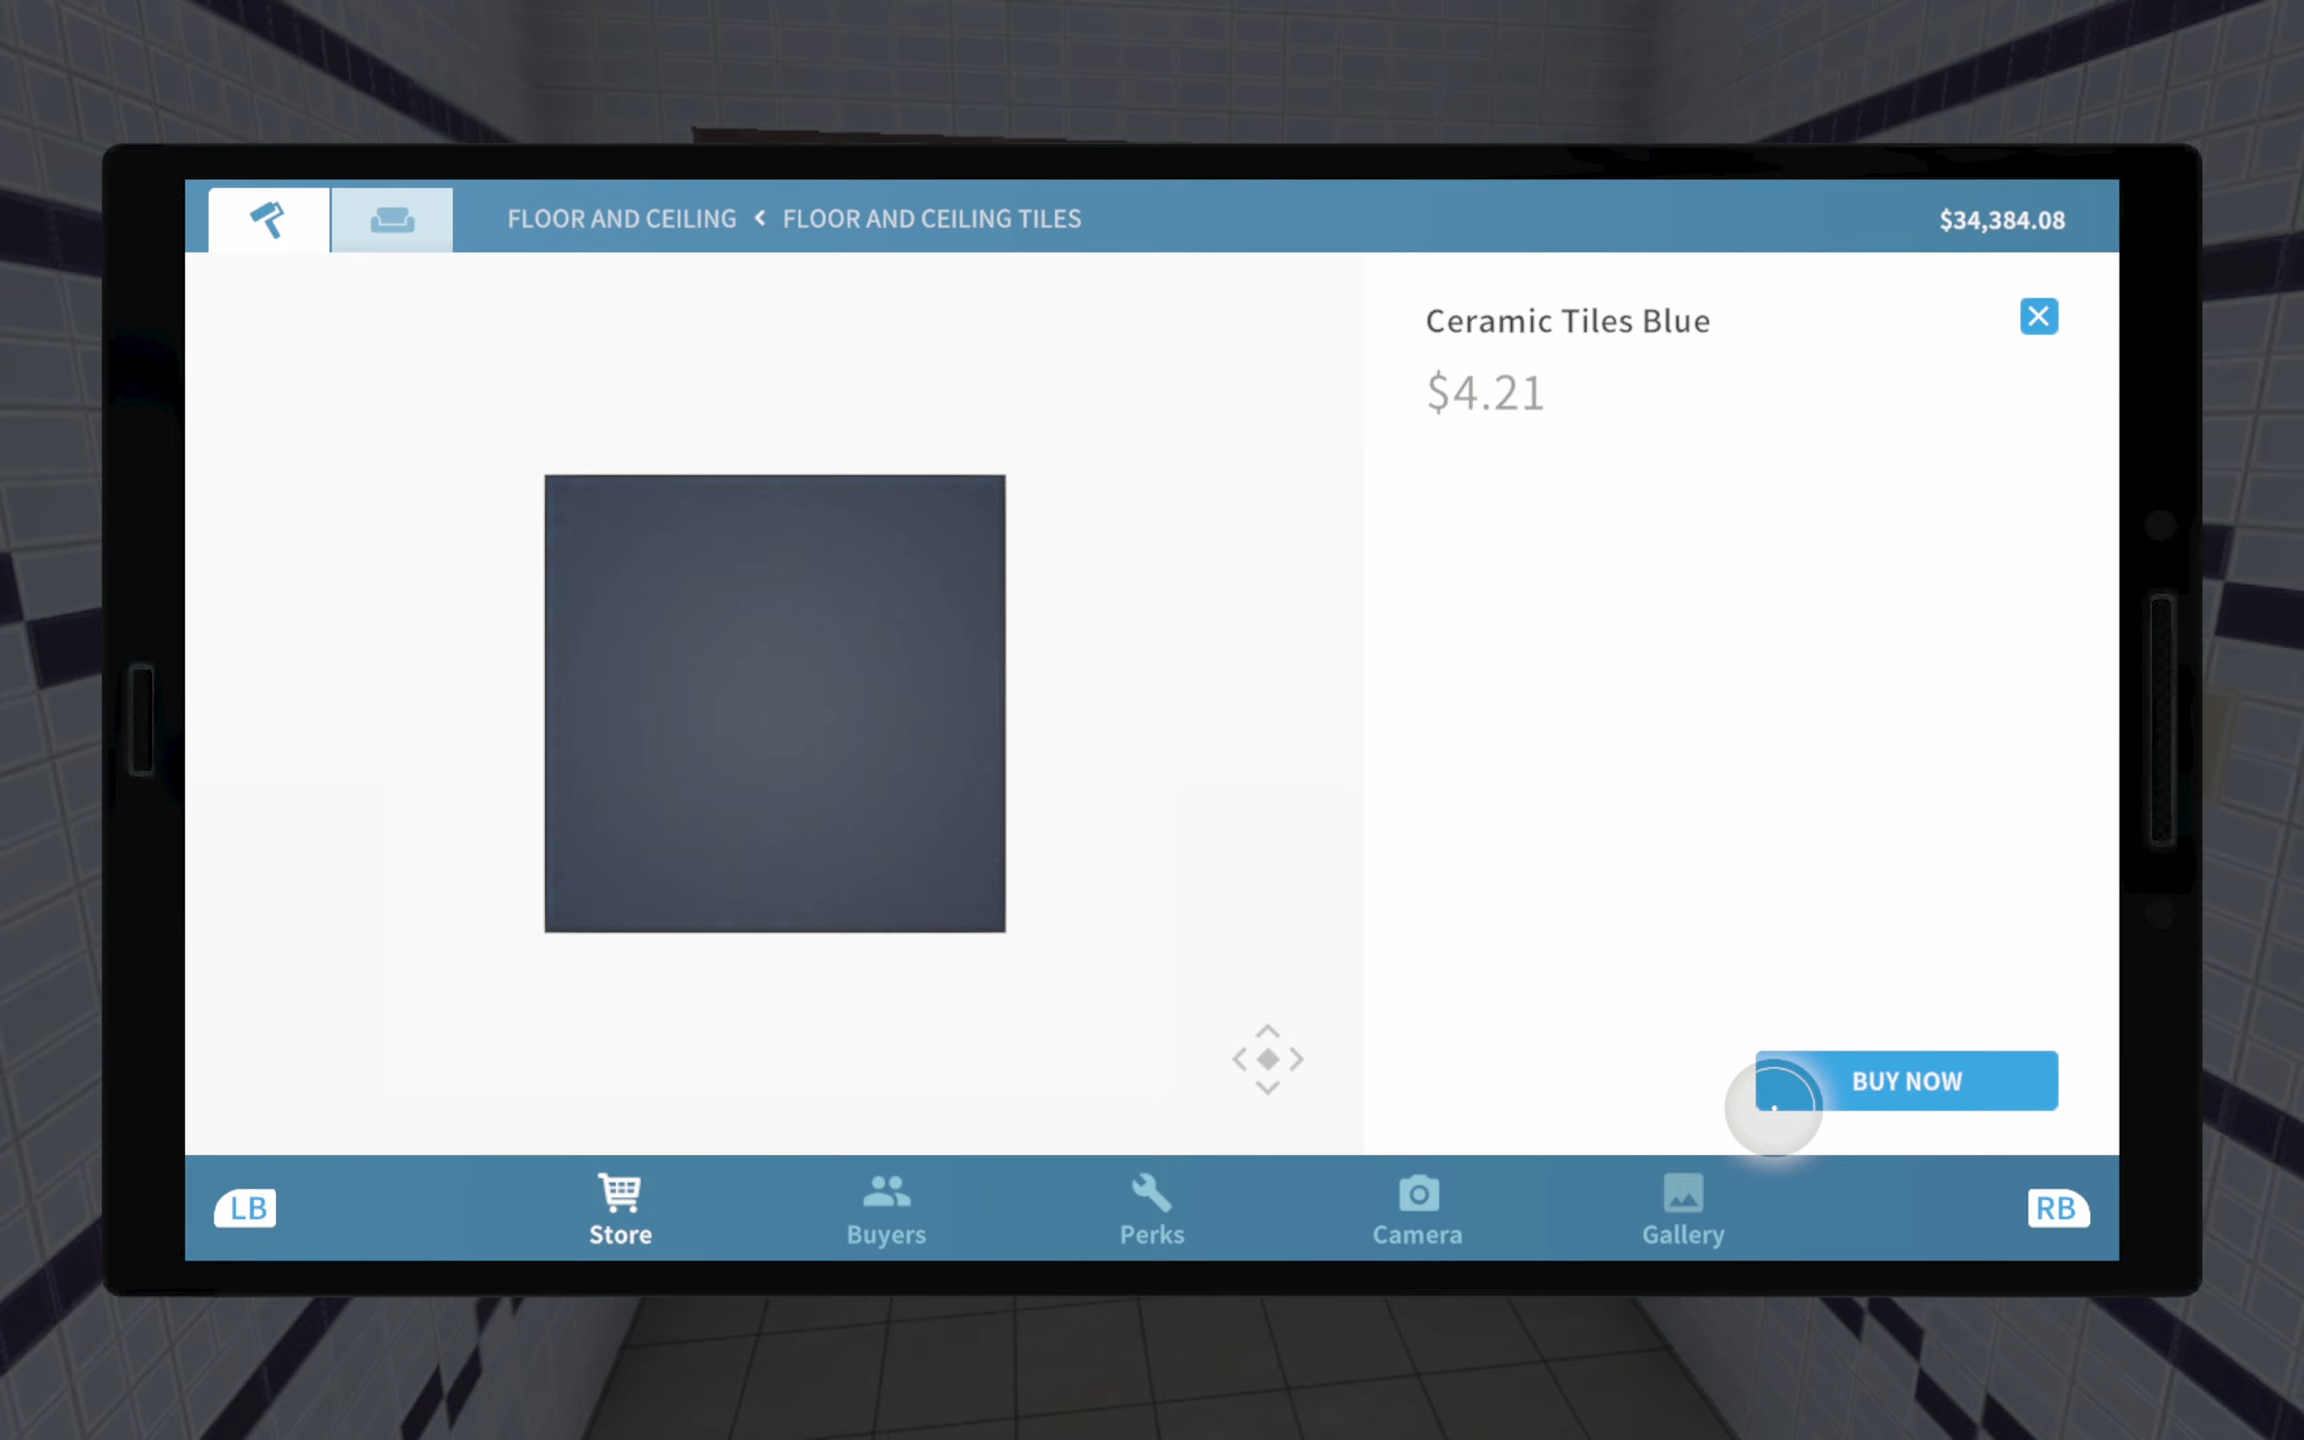 FLOOR AND CEILING < FLOOR AND CEILING TILES
$34,384.08
Ceramic Tiles Blue
$4.21
BUY NOW
LB
Store
Buyers
Perks
Camera
Gallery
RB